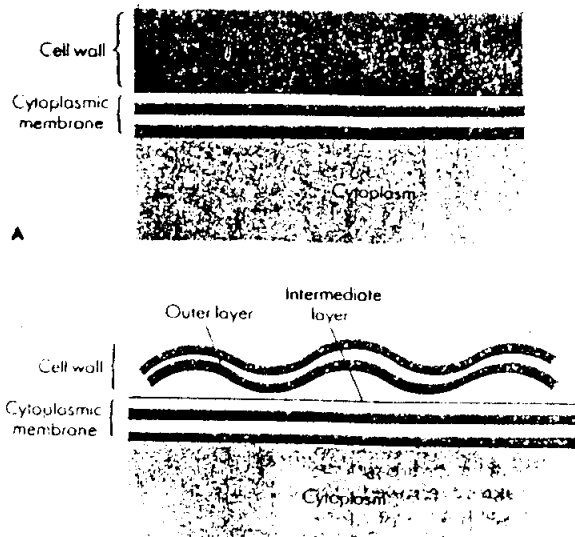 Cell wall
Cytoplasmic
membrane
Cytoplasm
A
Intermediate
layer
Outer layer
Cell wall
Cytoplasmic
membrane
Cytoplasm